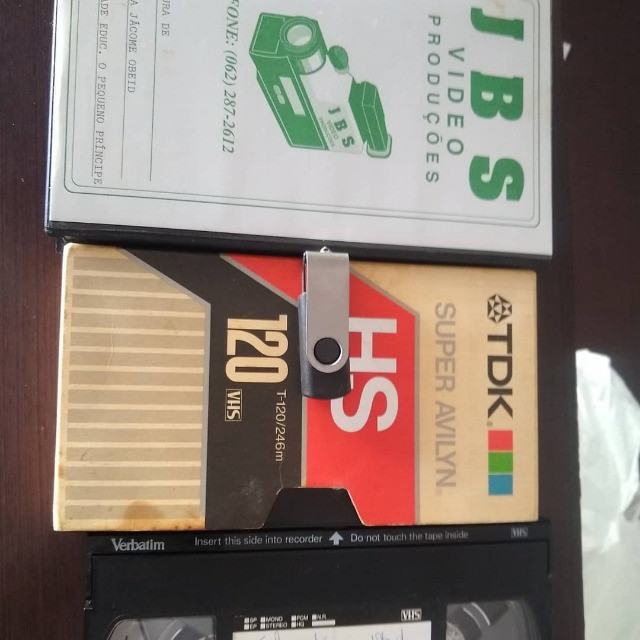 JBS
VIDEO
PRODUÇÕES
JBS
FONE: (062) 287-2612
URA DE
A JÁCOME OBEID
ADE EDUC. O PEQUENO PRÍNCIPE
TDK®
SUPER AVILYN®
HS
120
VHS
T-120/246m
Verbatim
Insert this side into recorder
Do not touch the tape inside
VHS
SP MONO PCM N.R.
EP STEREO HQ
VHS